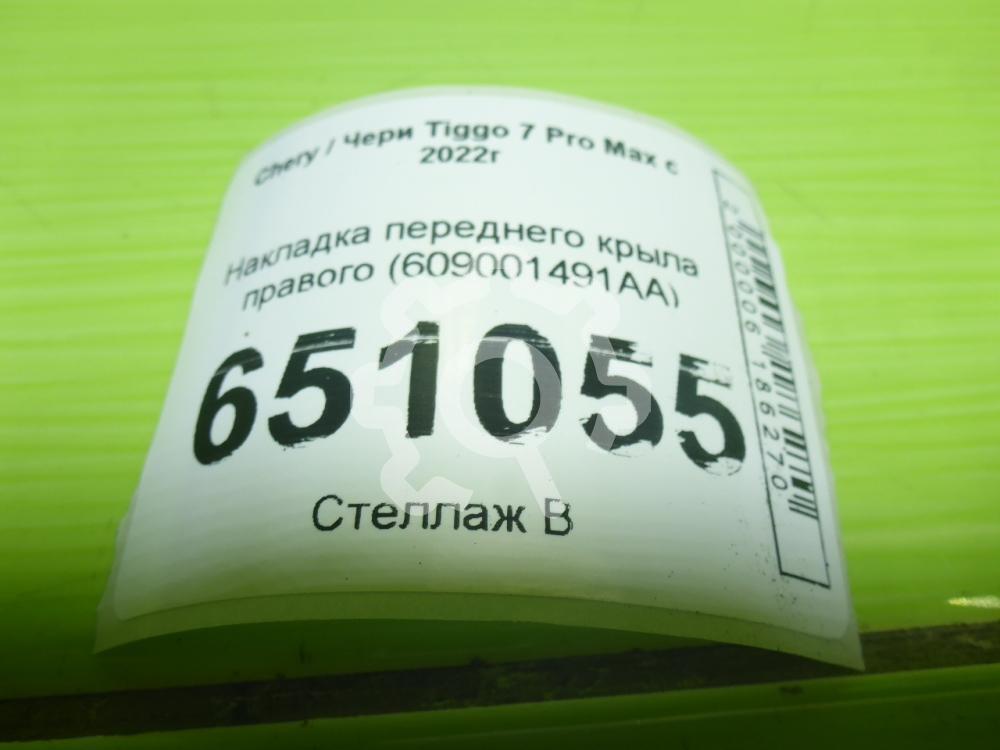 Chery / Чери Tiggo 7 Pro Max с
2022г
Накладка переднего крыла
правого (609001491AA)
651055
Стеллаж В
2000006186270